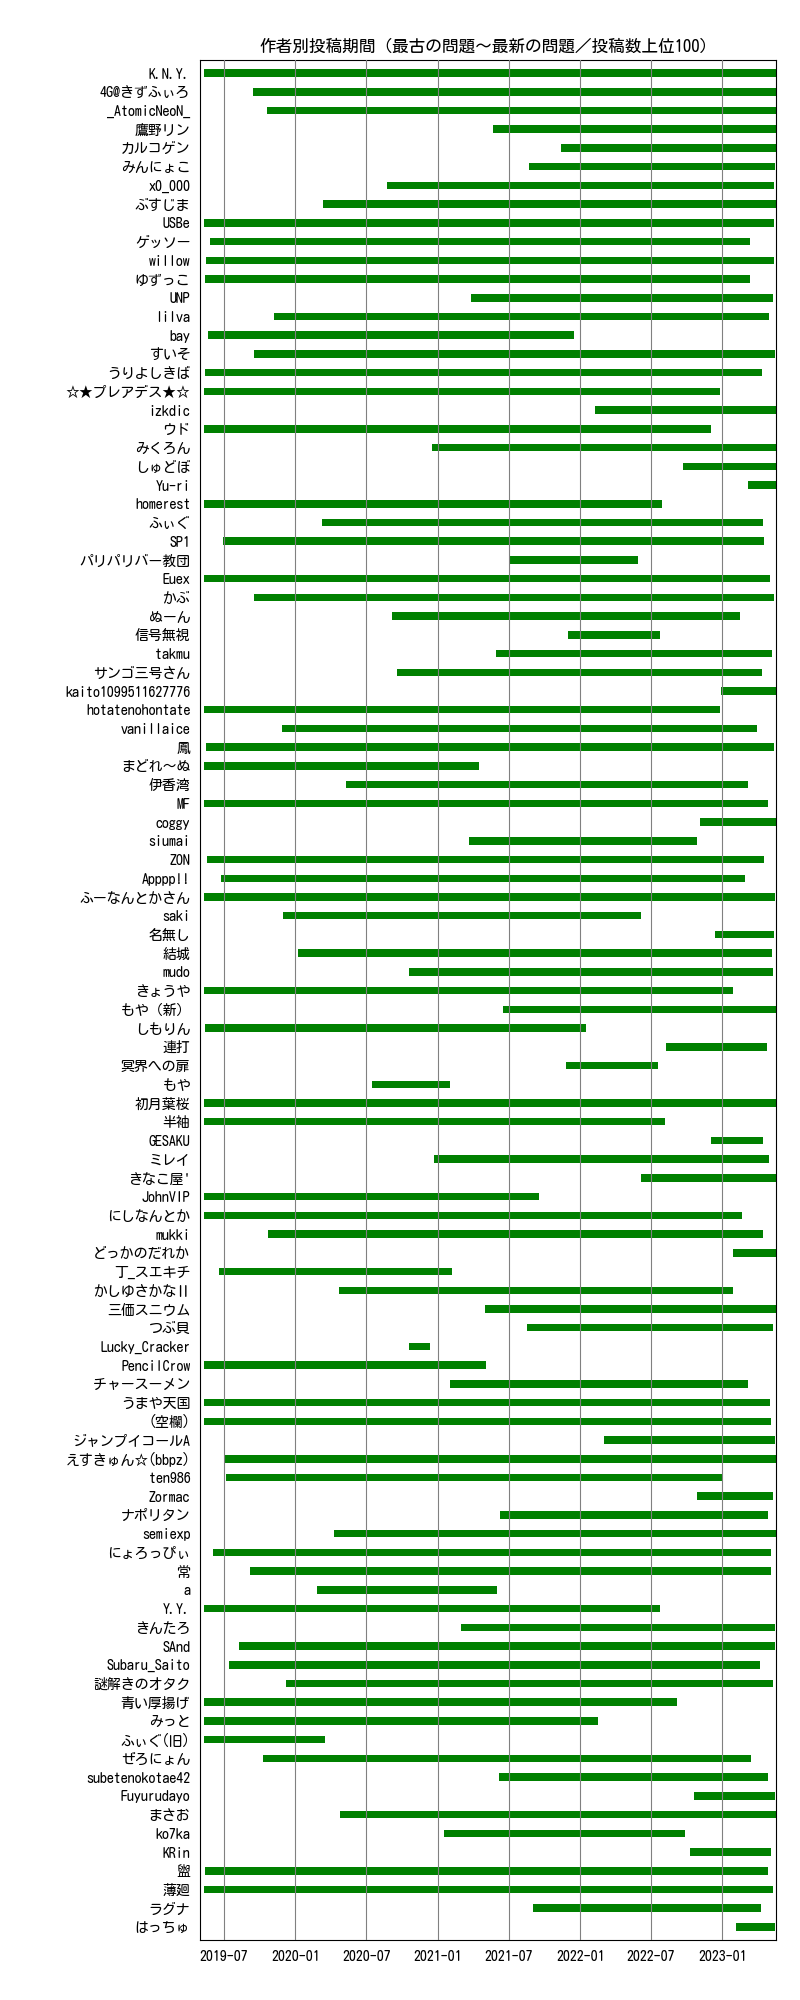 作者別投稿期間（最古の問題～最新の問題／投稿数上位100）
K.N.Y.
4G@きずふぃろ
_AtomicNeoN_
鷹野リン
カルコゲン
みんにょこ
x0_000
ぶすじま
USBe
ゲッソー
willow
ゆずっこ
UNP
lilva
bay
すいそ
うりよしきば
☆★プレアデス★☆
izkdic
ウド
みくろん
しゅどぼ
Yu-ri
homerest
ふぃぐ
SP1
パリパリバー教団
Euex
かぶ
ぬーん
信号無視
takmu
サンゴ三号さん
kaito1099511627776
hotatenohontate
vanillaice
鳳
まどれ～ぬ
伊香湾
MF
coggy
siumai
ZON
Appppll
ふーなんとかさん
saki
名無し
結城
mudo
きょうや
もや（新）
しもりん
連打
冥界への扉
もや
初月葉桜
半袖
GESAKU
ミレイ
きなこ屋'
JohnVIP
にしなんとか
mukki
どっかのだれか
丁_スエキチ
かしゆさかなⅡ
三価スニウム
つぶ貝
Lucky_Cracker
PencilCrow
チャースーメン
うまや天国
(空欄)
ジャンプイコールA
えすきゅん☆(bbpz)
ten986
Zormac
ナポリタン
semiexp
にょろっぴぃ
常
a
Y.Y.
きんたろ
SAnd
Subaru_Saito
謎解きのオタク
青い厚揚げ
みっと
ふぃぐ(旧)
ぜろにょん
subetenokotae42
Fuyurudayo
まさお
ko7ka
KRin
盥
薄廻
ラグナ
はっちゅ
2019-07 2020-01 2020-07 2021-01 2021-07 2022-01 2022-07 2023-01